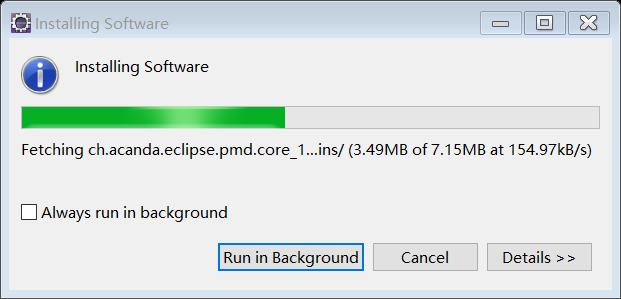 Installing Software
Installing Software
Fetching ch.acanda.eclipse.pmd.core_1...ins/ (3.49MB of 7.15MB at 154.97kB/s)
Always run in background
Run in Background Cancel Details >>